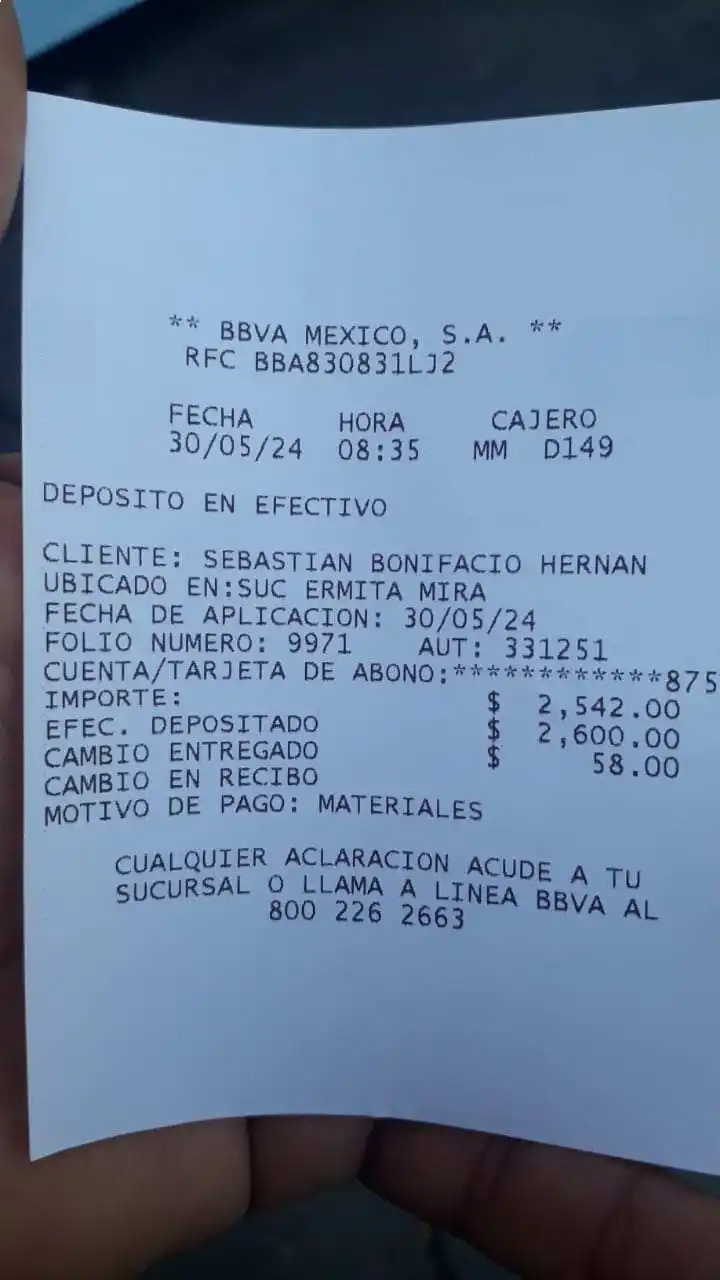 ** BBVA MEXICO, S.A. **
RFC BBA830831LJ2
FECHA HORA CAJERO
30/05/24 08:35 MM D149
DEPOSITO EN EFECTIVO
CLIENTE: SEBASTIAN BONIFACIO HERNAN
UBICADO EN:SUC ERMITA MIRA
FECHA DE APLICACION: 30/05/24
FOLIO NUMERO: 9971 AUT: 331251
CUENTA/TARJETA DE ABONO:************875
IMPORTE: $ 2,542.00
EFEC. DEPOSITADO $ 2,600.00
CAMBIO ENTREGADO $ 58.00
CAMBIO EN RECIBO
MOTIVO DE PAGO: MATERIALES
CUALQUIER ACLARACION ACUDE A TU
SUCURSAL O LLAMA A LINEA BBVA AL
800 226 2663